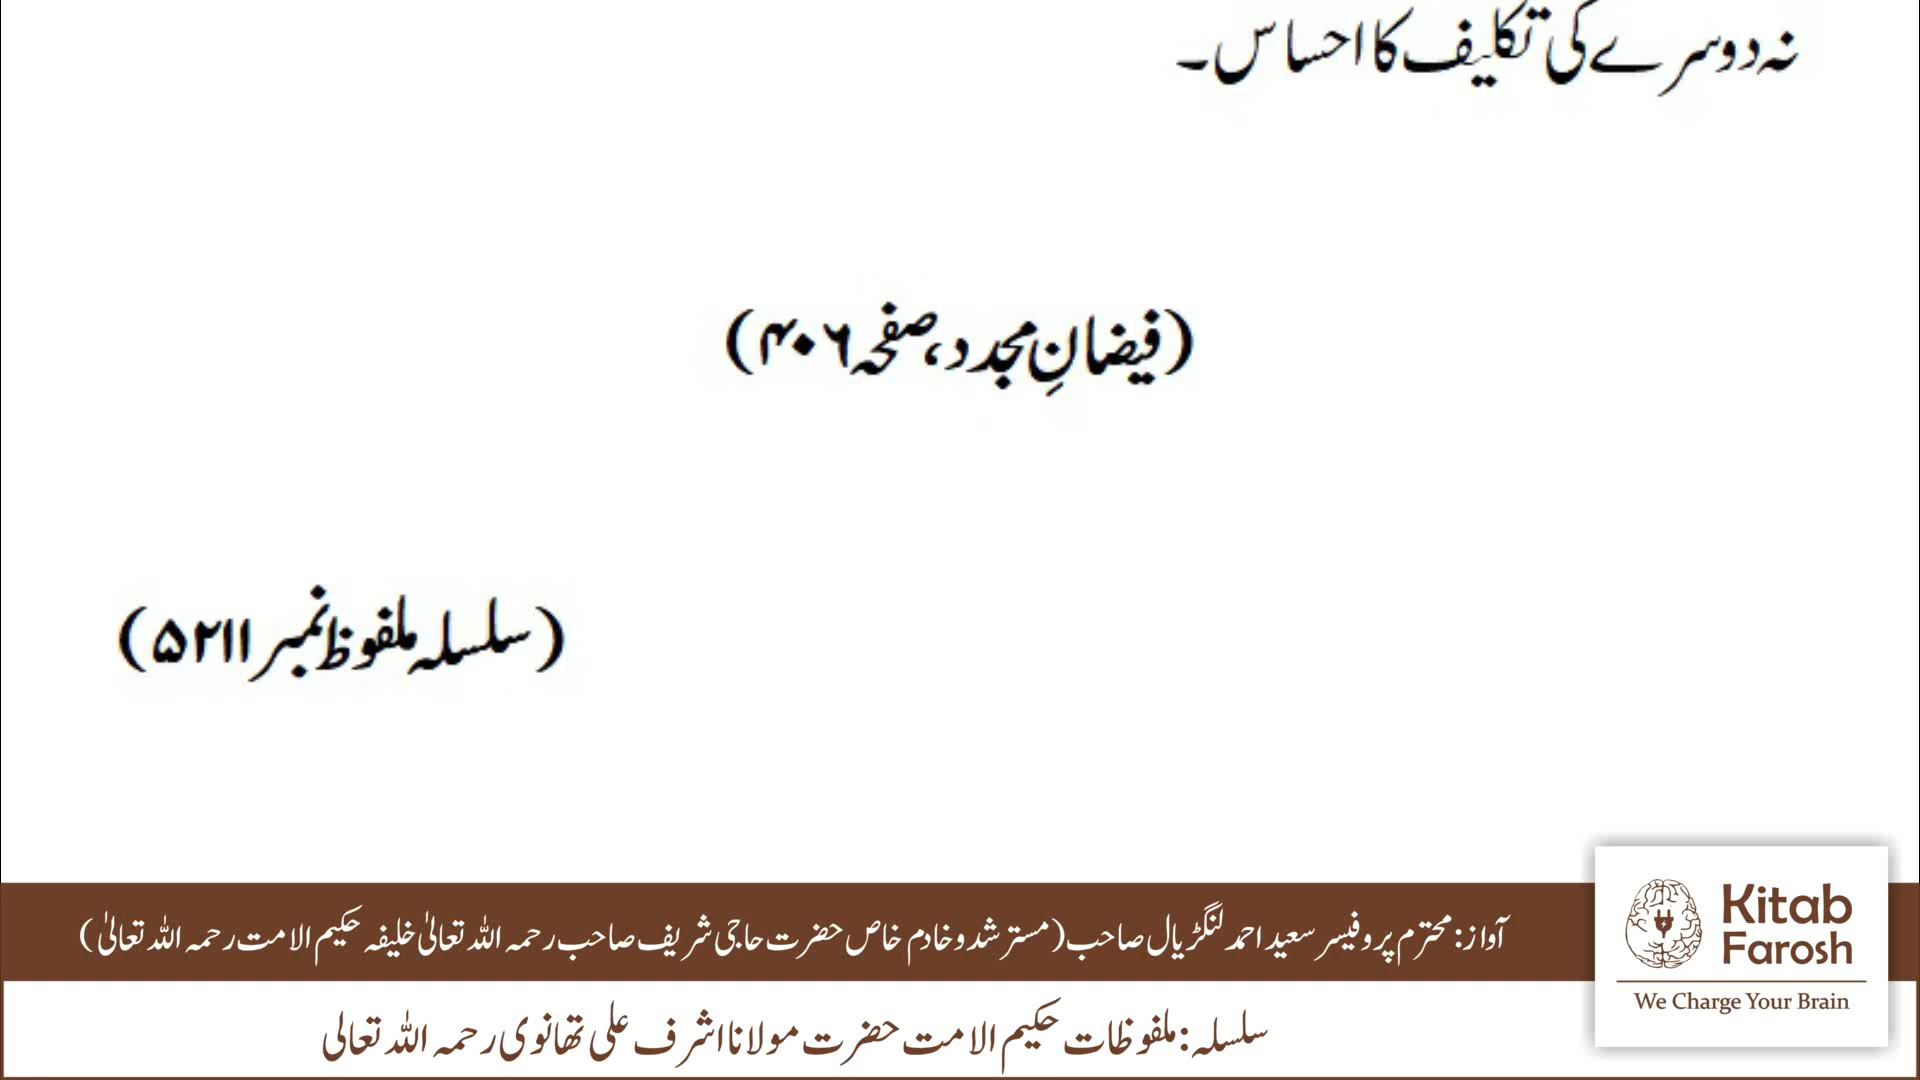 نہ دوسرے کی تکلیف کا احساس۔
(فیضانِ مجدد، صفحہ ۴۰۶)
(سلسلہ ملفوظ نمبر ۵۲۱۱)
آواز: محترم پروفیسر سعید احمد لنگڑیال صاحب (مسترشد و خادم خاص حضرت حاجی شریف صاحب رحمہ اللہ تعالیٰ خلیفہ حکیم الامت رحمہ اللہ تعالیٰ)
سلسلہ: ملفوظات حکیم الامت حضرت مولانا اشرف علی تھانوی رحمہ اللہ تعالی
Kitab
Farosh
We Charge Your Brain